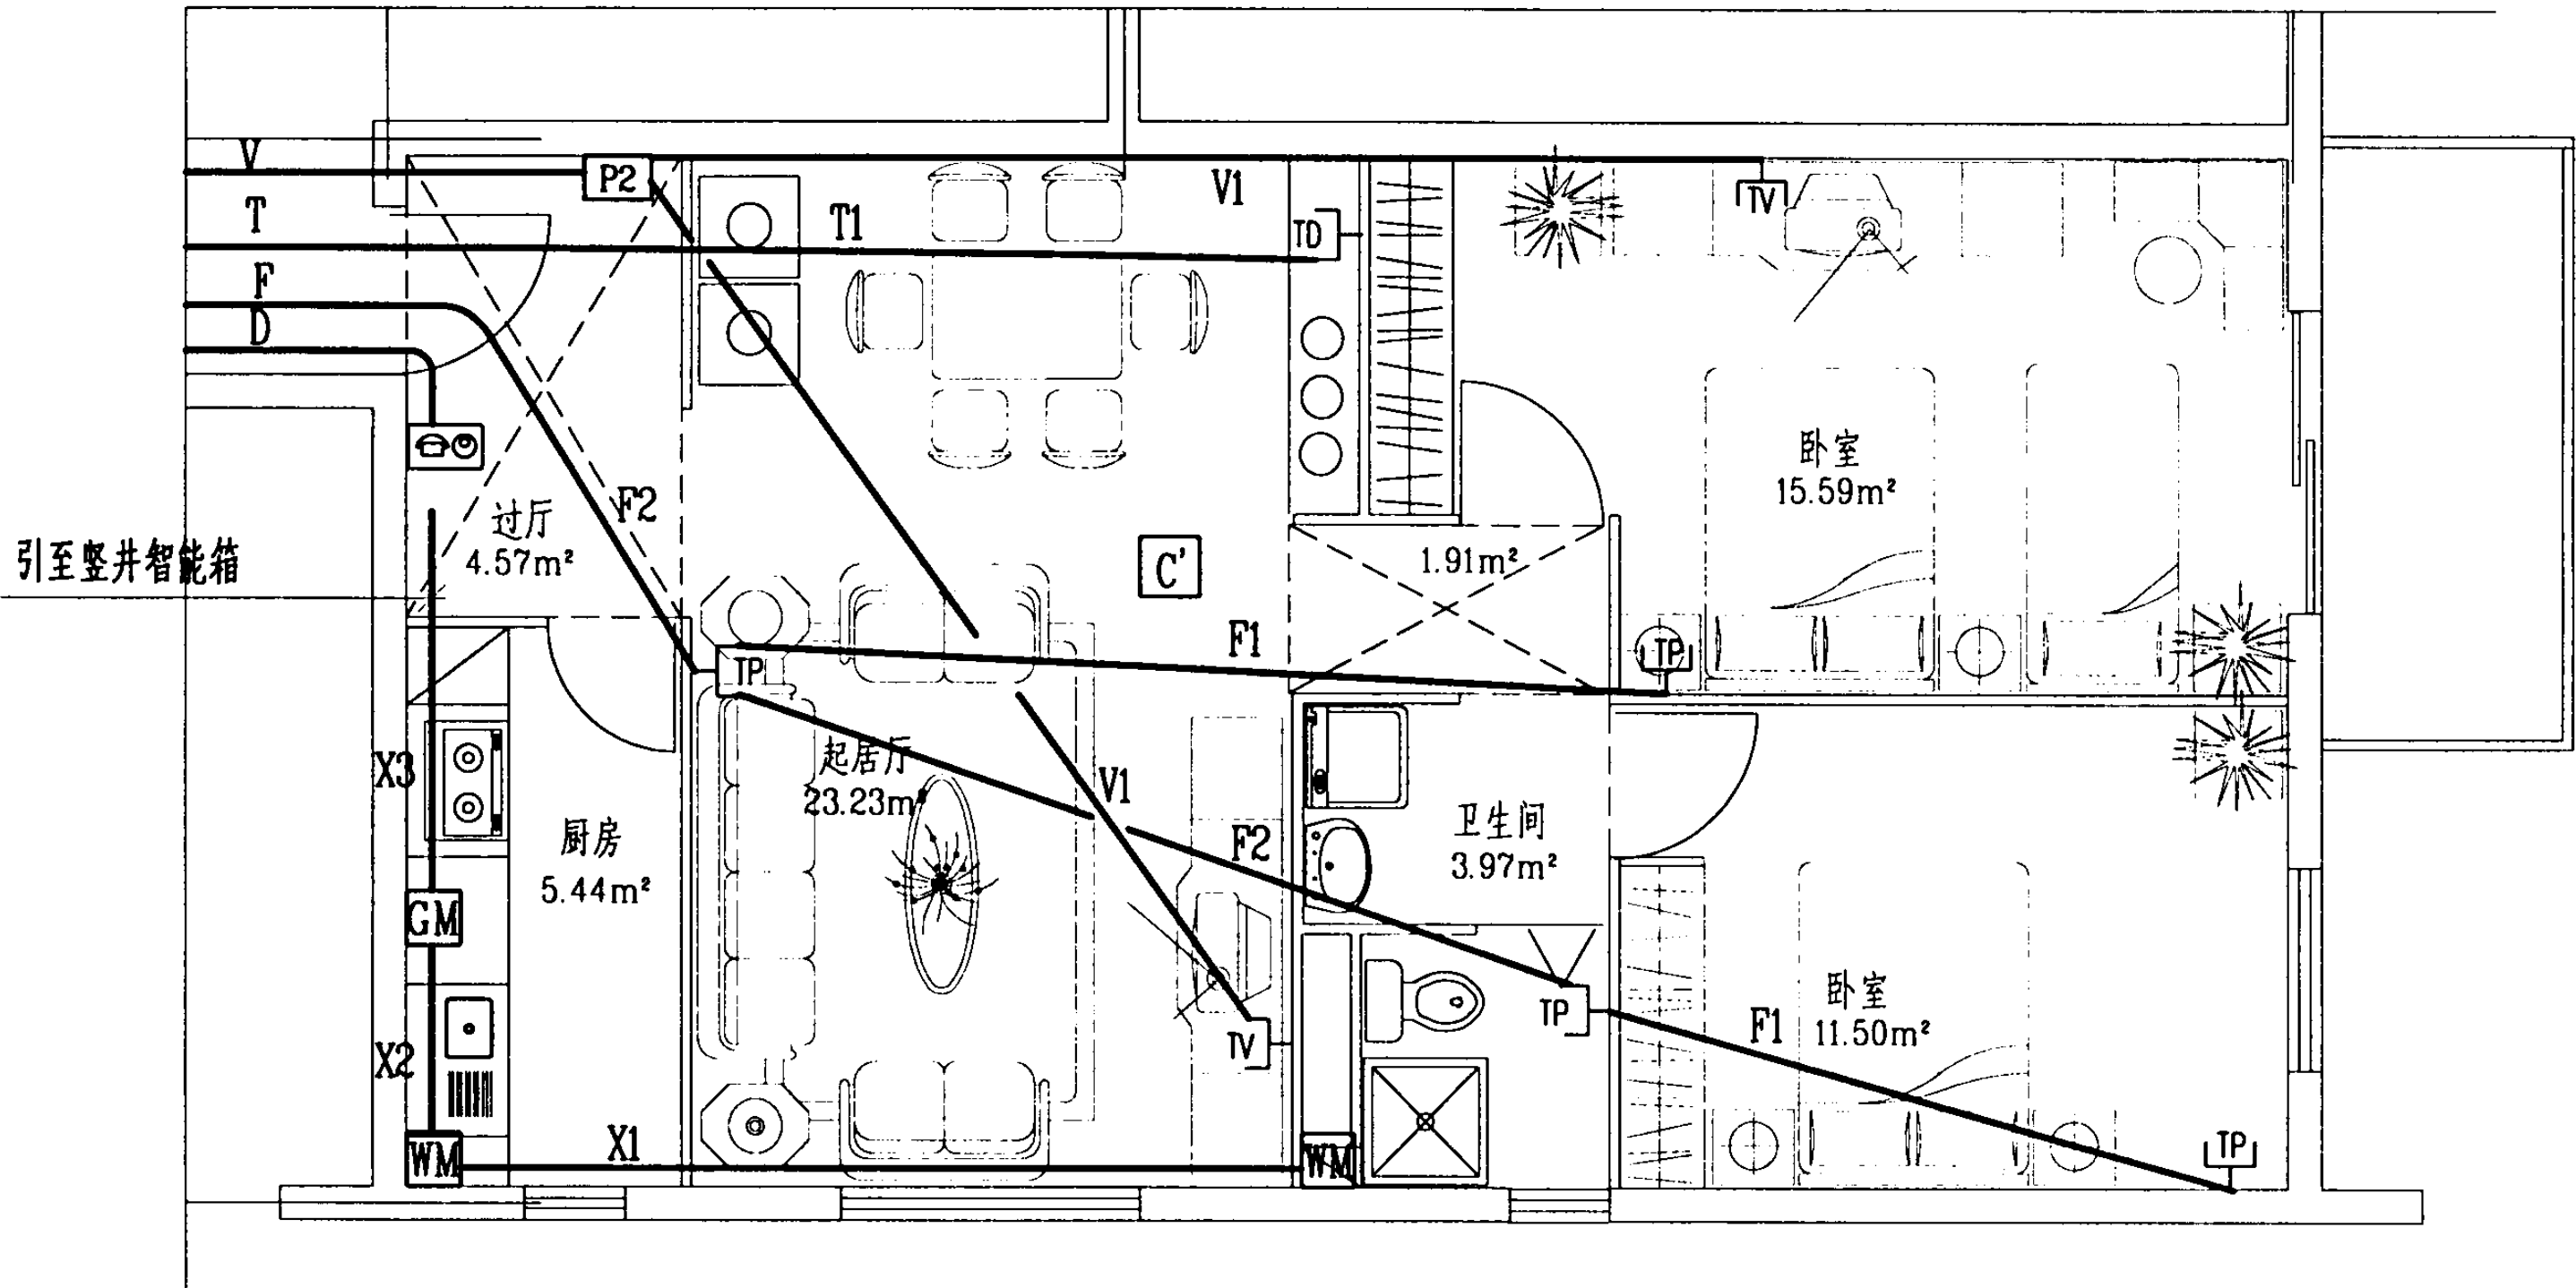 V
P2
V1
TV
T
T1
TD
F
D
F2
卧室
15.59m²
过厅
4.57m²
引至竖井智能箱
C'
1.91m²
F1
TP
TP
起居厅
23.23m
X3
V1
厨房
5.44m²
F2
卫生间
3.97m²
GM
卧室
11.50m²
TP
F1
TV
X2
X1
WM
WM
TP